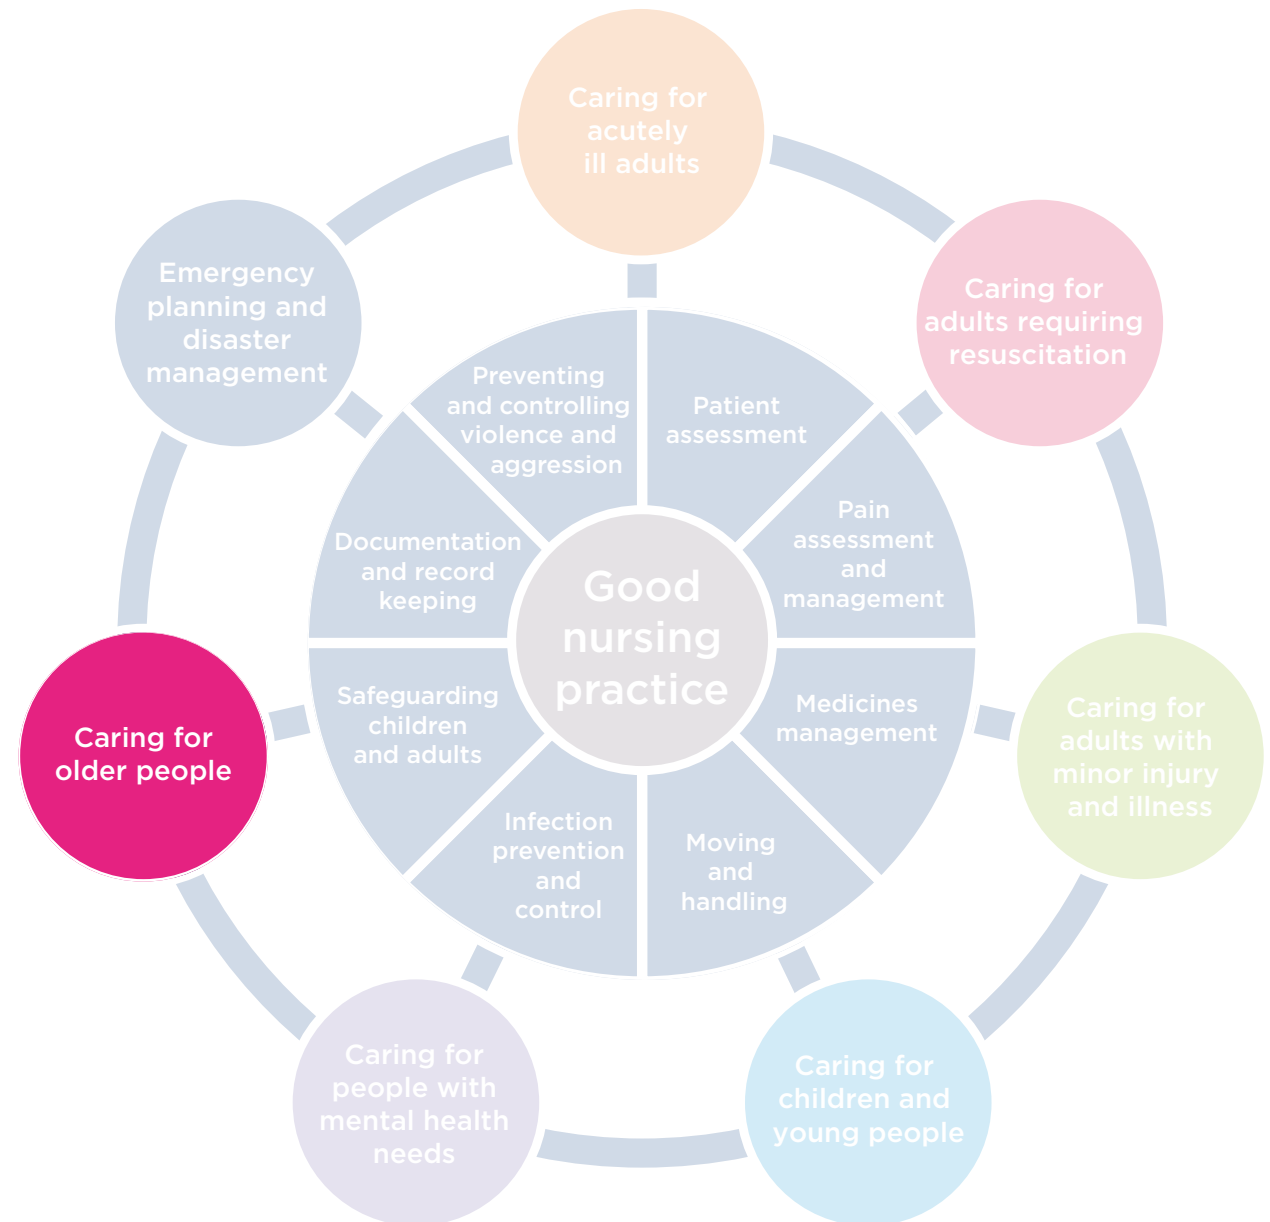 Caring for
acutely
ill adults
Caring for
adults requiring
resuscitation
Caring for
adults with
minor injury
and illness
Caring for
children and
young people
Caring for
people with
mental health
needs
Caring for
older people
Emergency
planning and
disaster
management
Patient
assessment
Pain
assessment
and
management
Medicines
management
Moving
and
handling
Infection
prevention
and
control
Safeguarding
children
and adults
Documentation
and record
keeping
Preventing
and controlling
violence and
aggression
Good
nursing
practice